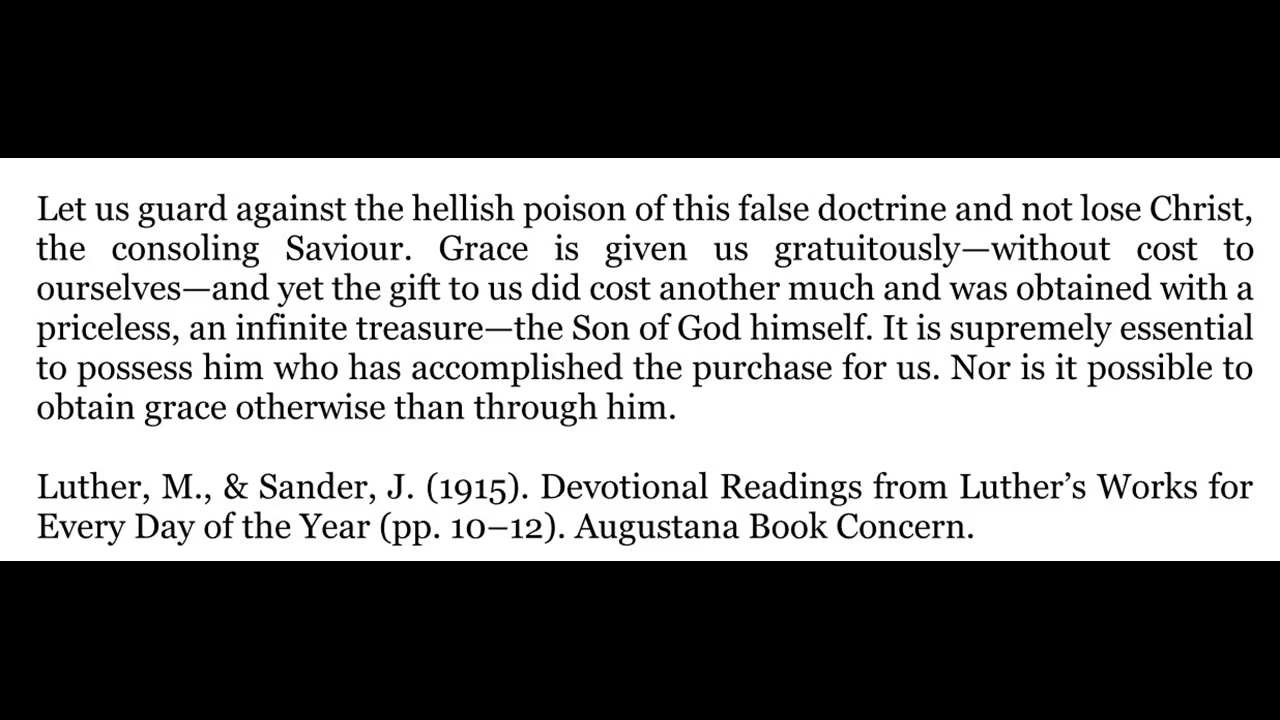 Let us guard against the hellish poison of this false doctrine and not lose Christ,
the consoling Saviour. Grace is given us gratuitously—without cost to
ourselves—and yet the gift to us did cost another much and was obtained with a
priceless, an infinite treasure—the Son of God himself. It is supremely essential
to possess him who has accomplished the purchase for us. Nor is it possible to
obtain grace otherwise than through him.
Luther, M., & Sander, J. (1915). Devotional Readings from Luther’s Works for
Every Day of the Year (pp. 10–12). Augustana Book Concern.